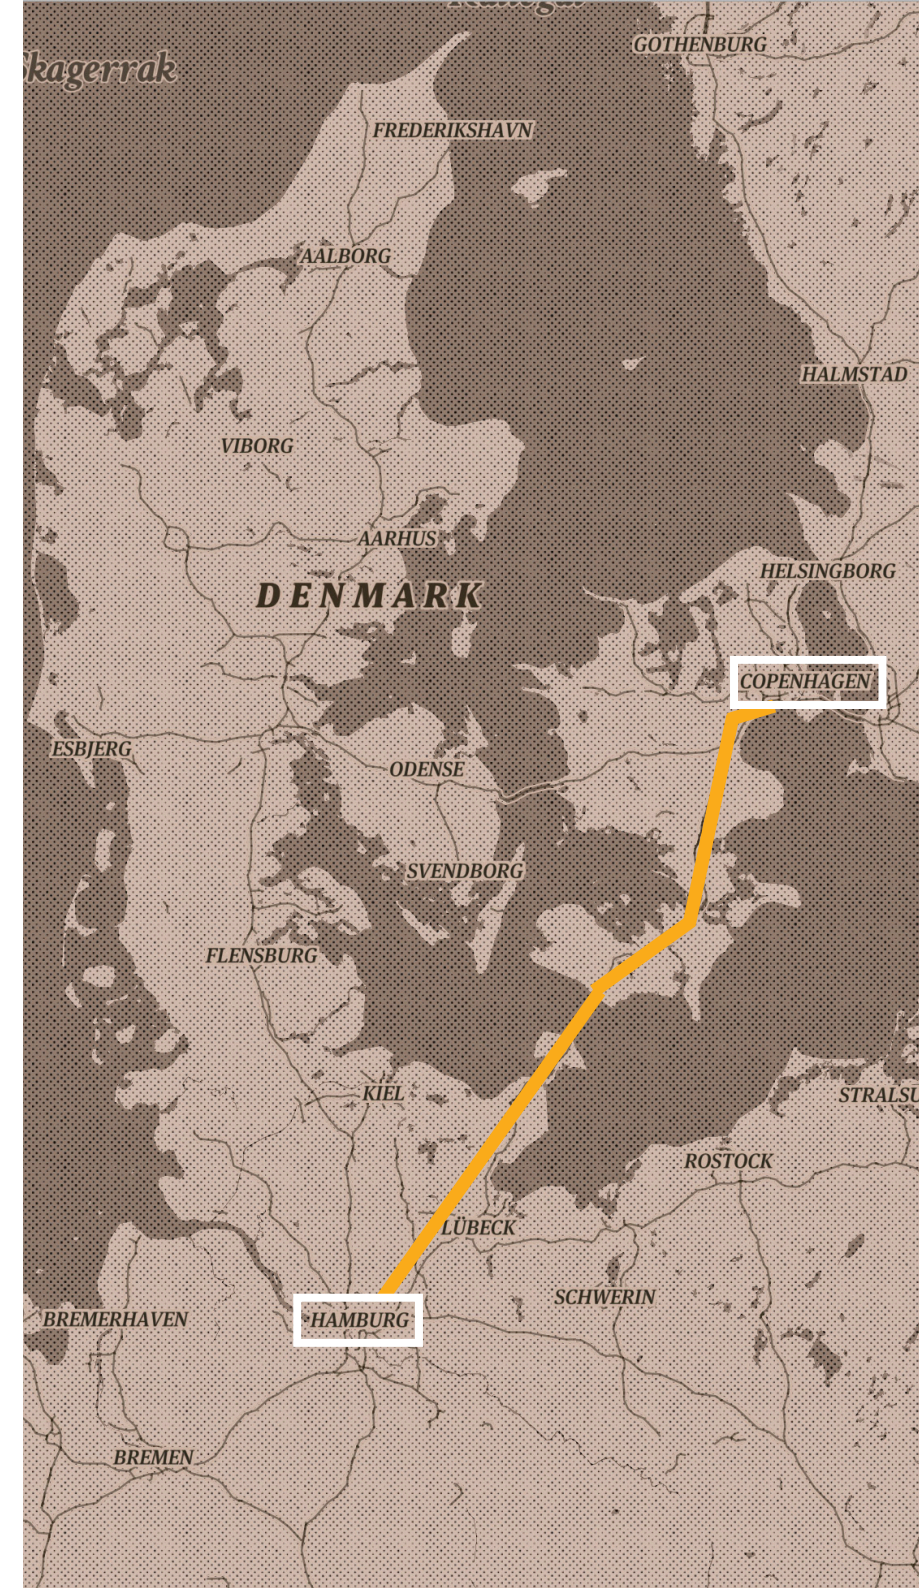 GOTHENBURG
Skagerrak
FREDERIKSHAVN
AALBORG
HALMSTAD
VIBORG
AARHUS
HELSINGBORG
DENMARK
COPENHAGEN
ESBJERG
ODENSE
SVENDBORG
FLENSBURG
KIEL
STRALSU
ROSTOCK
LÜBECK
SCHWERIN
BREMERHAVEN
HAMBURG
BREMEN